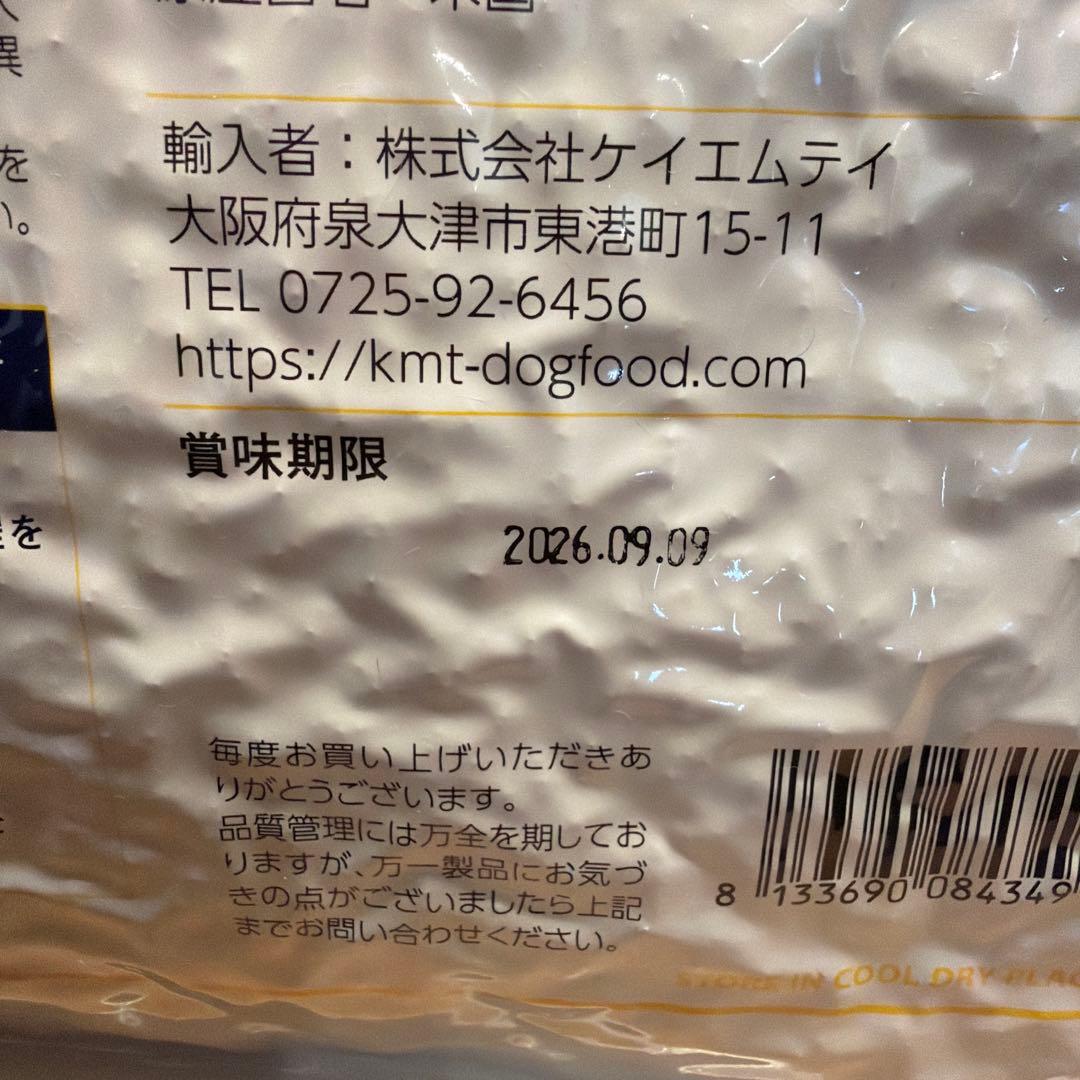 輸入者：株式会社ケイエムテイ
大阪府泉大津市東港町15-11
TEL 0725-92-6456
https://kmt-dogfood.com
賞味期限
2026.09.09
毎度お買い上げいただきあ
りがとうございます。
品質管理には万全を期してお
りますが、万一製品にお気づ
きの点がございましたら上記
までお問い合わせください。
8 133690 084349
STORE IN COOL DRY PLAC
異
を
い。
を